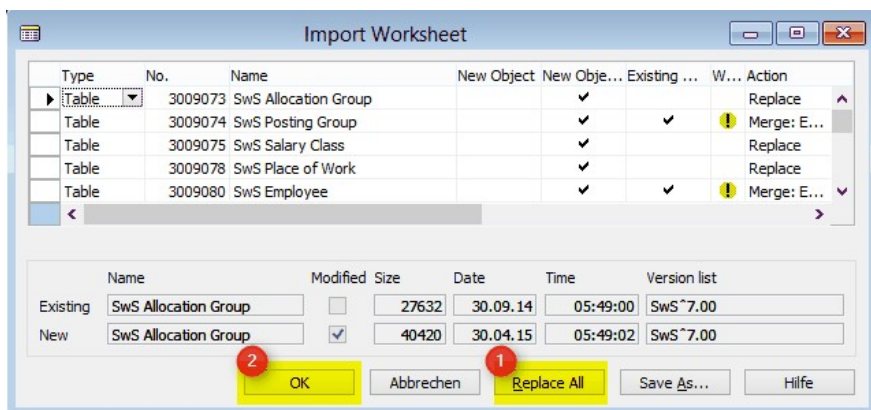 Import Worksheet
Type No. Name New Object New Obje... Existing ... W... Action
Table 3009073 SwS Allocation Group Replace
Table 3009074 SwS Posting Group Merge: E...
Table 3009075 SwS Salary Class Replace
Table 3009078 SwS Place of Work Replace
Table 3009080 SwS Employee Merge: E...
Name Modified Size Date Time Version list
Existing SwS Allocation Group 27632 30.09.14 05:49:00 SwS^7.00
New SwS Allocation Group 40420 30.04.15 05:49:02 SwS^7.00
2 1
OK Abbrechen Replace All Save As... Hilfe